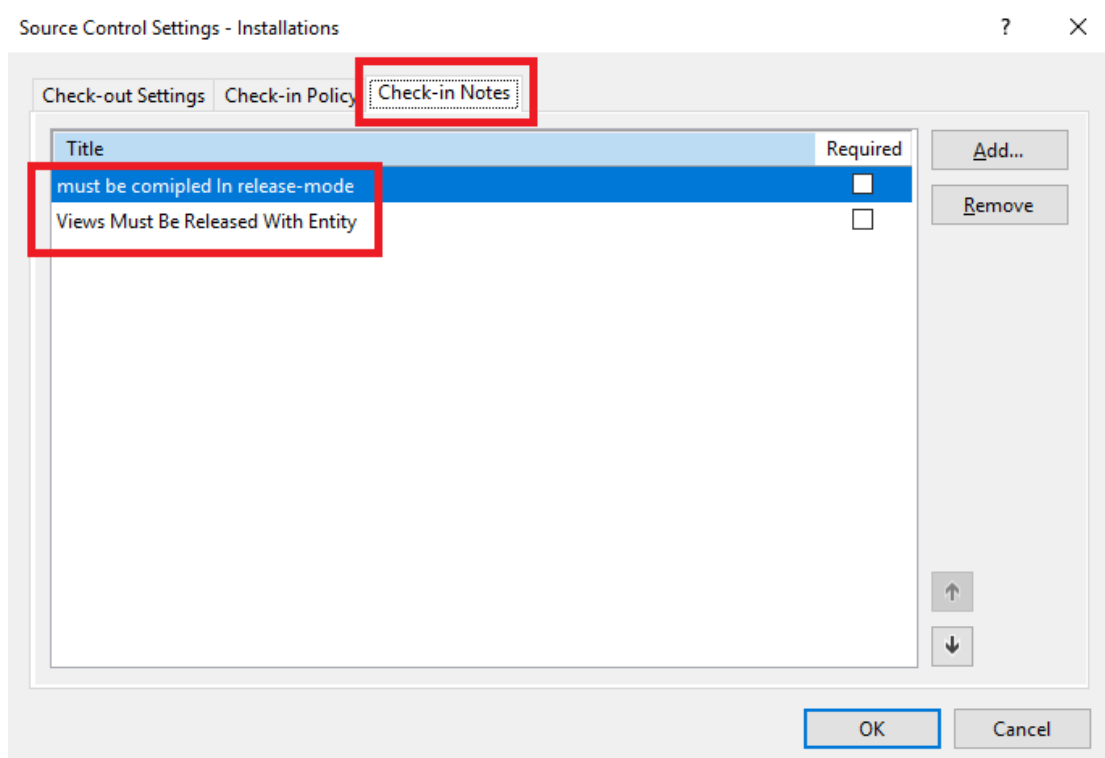 Source Control Settings - Installations
?
Check-out Settings Check-in Policy Check-in Notes
Title Required Add...
must be comipled In release-mode
Remove
Views Must Be Released With Entity
OK Cancel